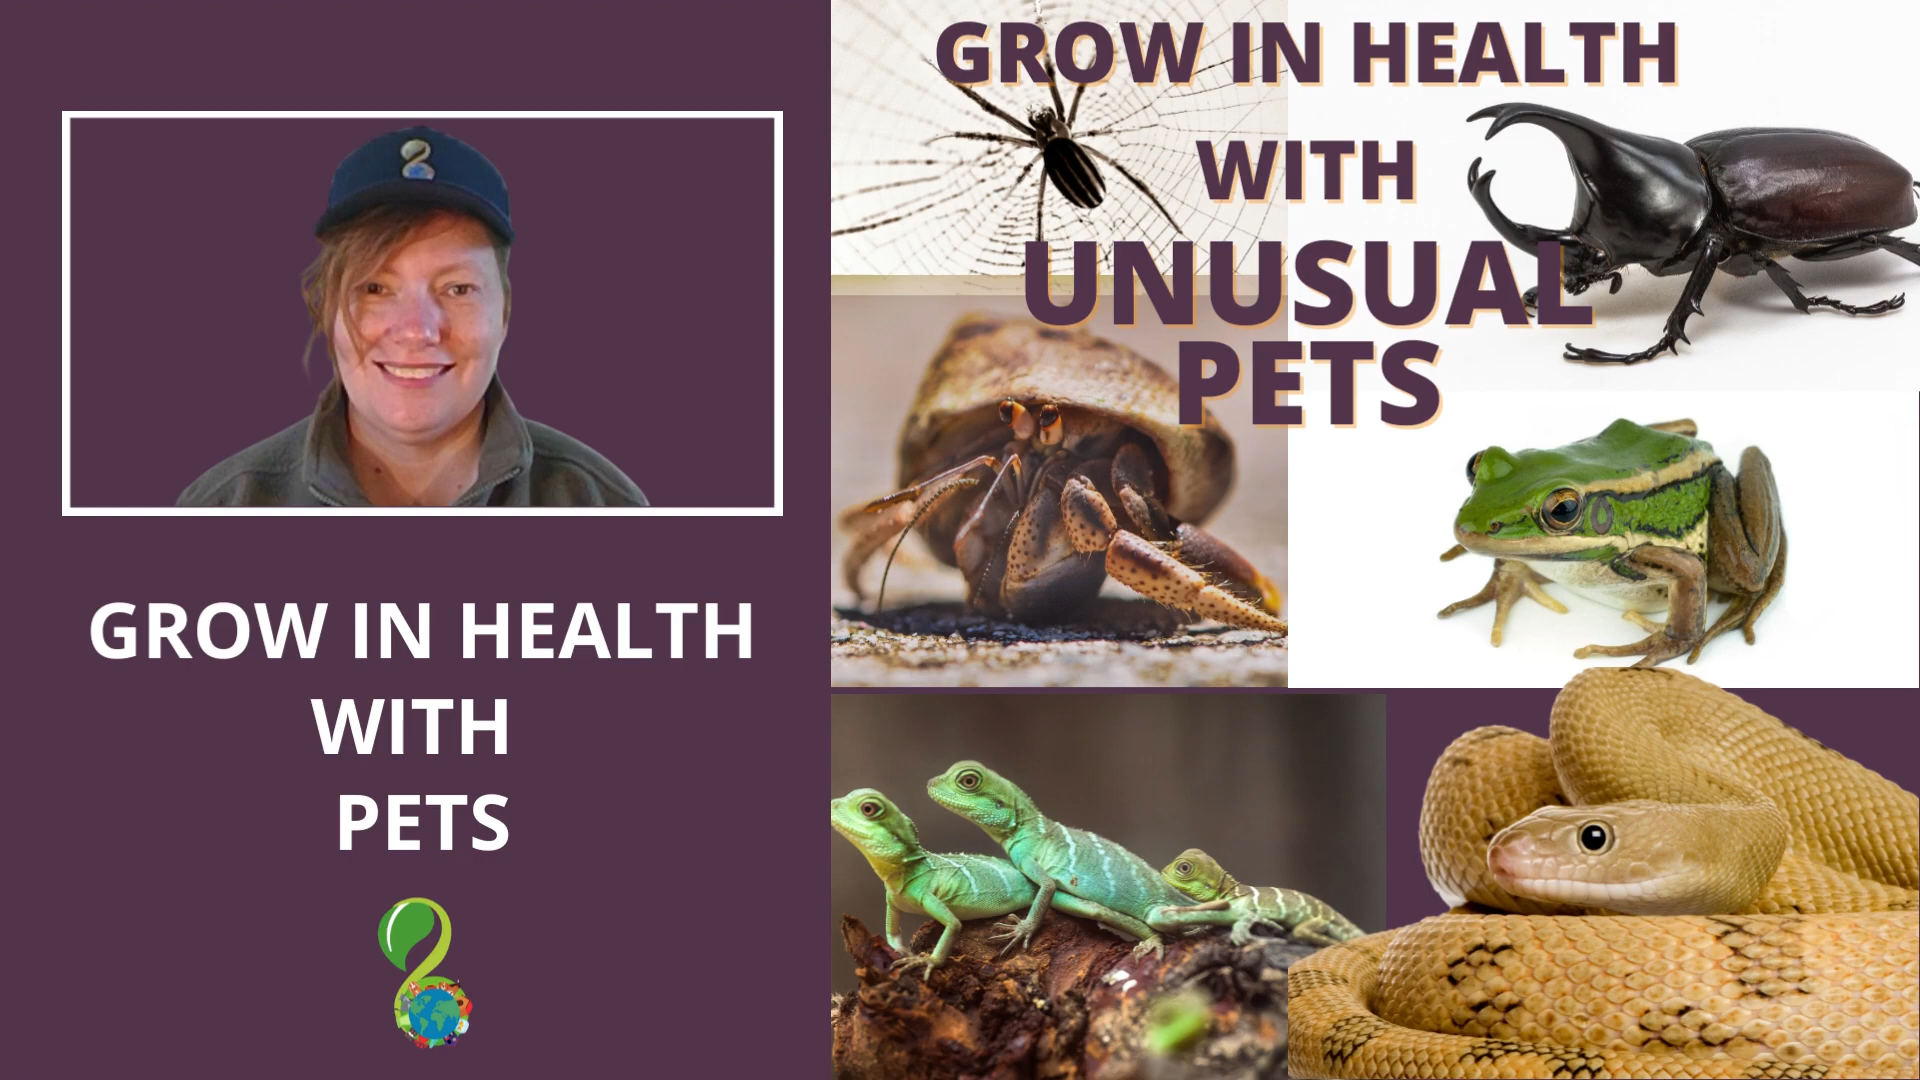 GROW IN HEALTH
WITH
PETS
GROW IN HEALTH
WITH
UNUSUAL
PETS